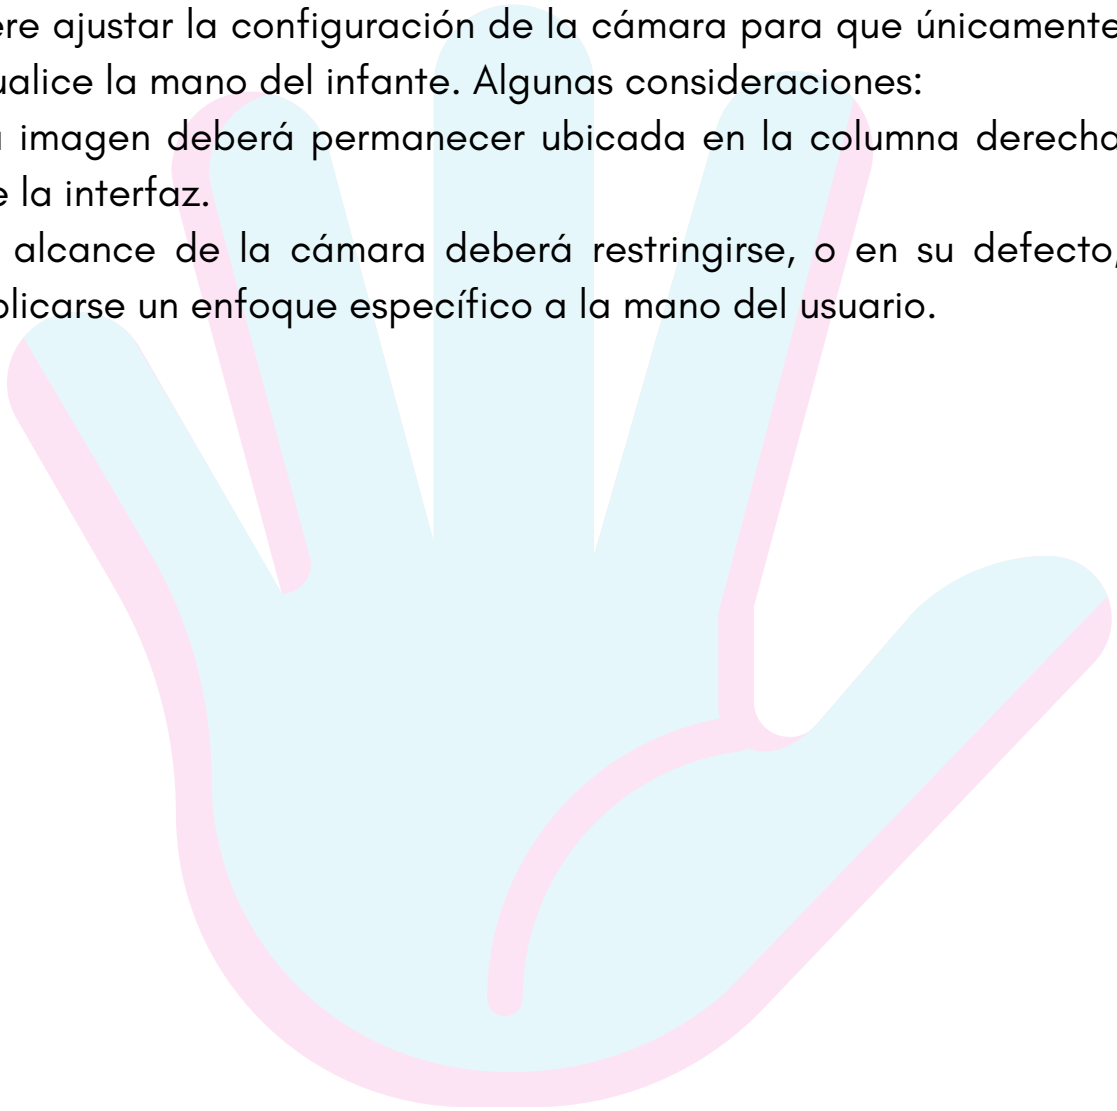 ere ajustar la configuración de la cámara para que únicamente
ualice la mano del infante. Algunas consideraciones:
a imagen deberá permanecer ubicada en la columna derecha
e la interfaz.
alcance de la cámara deberá restringirse, o en su defecto,
plicarse un enfoque específico a la mano del usuario.